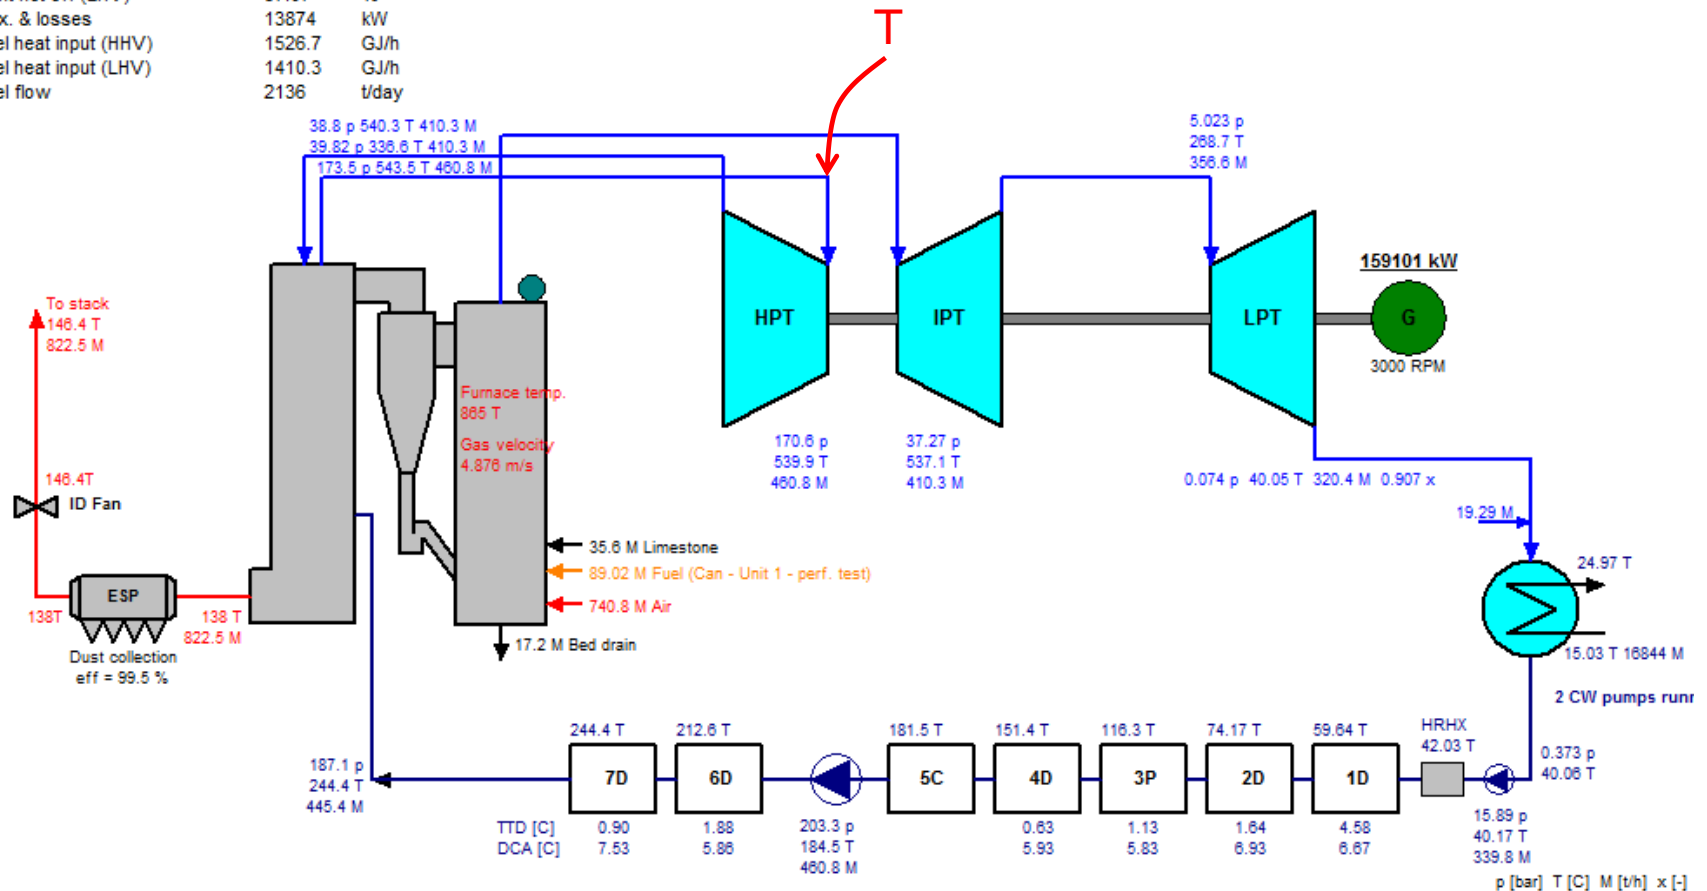 x. & losses 13874 kW
el heat input (HHV) 1526.7 GJ/h
el heat input (LHV) 1410.3 GJ/h
el flow 2136 t/day
T
38.8 p 540.3 T 410.3 M
39.82 p 336.6 T 410.3 M
173.5 p 543.5 T 460.8 M
5.023 p
268.7 T
356.6 M
159101 kW
HPT
IPT
LPT
G
3000 RPM
To stack
146.4 T
822.5 M
Furnace temp.
865 T
Gas velocity
4.876 m/s
170.6 p
539.9 T
460.8 M
37.27 p
537.1 T
410.3 M
0.074 p 40.05 T 320.4 M 0.907 x
146.4T
ID Fan
19.29 M
35.6 M Limestone
89.02 M Fuel (Can - Unit 1 - perf. test)
740.8 M Air
17.2 M Bed drain
24.97 T
15.03 T 16844 M
ESP
138T
138 T
822.5 M
Dust collection
eff = 99.5 %
2 CW pumps runn
244.4 T
212.6 T
181.5 T
151.4 T
116.3 T
74.17 T
59.64 T
HRHX
42.03 T
0.373 p
40.06 T
187.1 p
244.4 T
445.4 M
7D
6D
5C
4D
3P
2D
1D
TTD [C] 0.90 1.88 0.63 1.13 1.64 4.58
DCA [C] 7.53 5.86 5.93 5.83 6.93 6.67
203.3 p
184.5 T
460.8 M
15.89 p
40.17 T
339.8 M
p [bar] T [C] M [t/h] x [-]